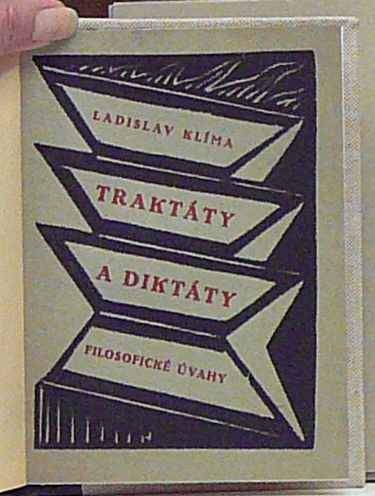 LADISLAV KLÍMA
TRAKTÁTY
A DIKTÁTY
FILOSOFICKÉ ÚVAHY